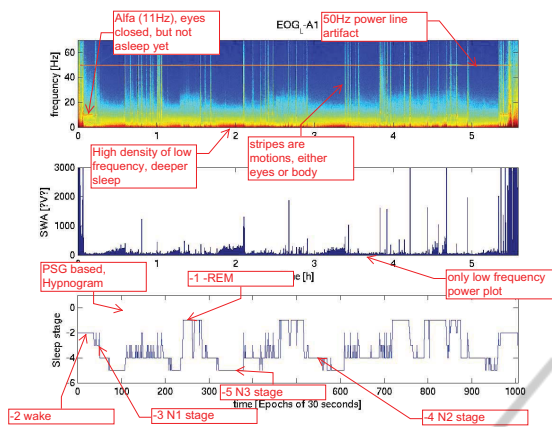 Alfa (11Hz), eyes
closed, but not
asleep yet
EOG_L-A1
50Hz power line
artifact
frequency [Hz]
60
40
20
0
0 1 2 3 4 5
High density of low
frequency, deeper
sleep
stripes are
motions, either
eyes or body
SWA [?V?]
3000
2000
1000
0
0 1 2 3 4 5
PSG based,
Hypnogram
-1 -REM
e [h]
only low frequency
power plot
Sleep stage
0
-2
-4
-6
0 100 200 300 400 500 600 700 800 900 1000
-5 N3 stage
time [Epochs of 30 seconds]
-2 wake
-3 N1 stage
-4 N2 stage